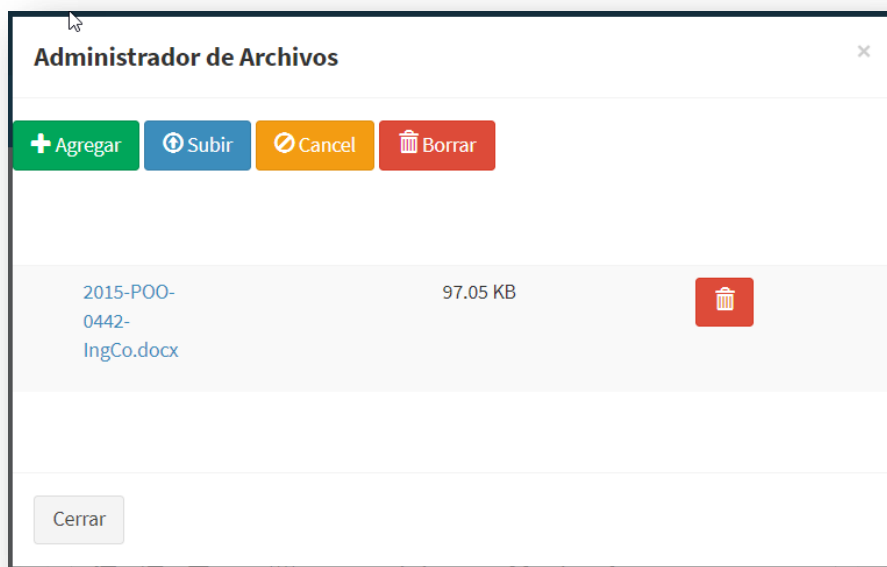 Administrador de Archivos ×
Agregar Subir Cancel Borrar
2015-POO- 97.05 KB
0442-
IngCo.docx
Cerrar